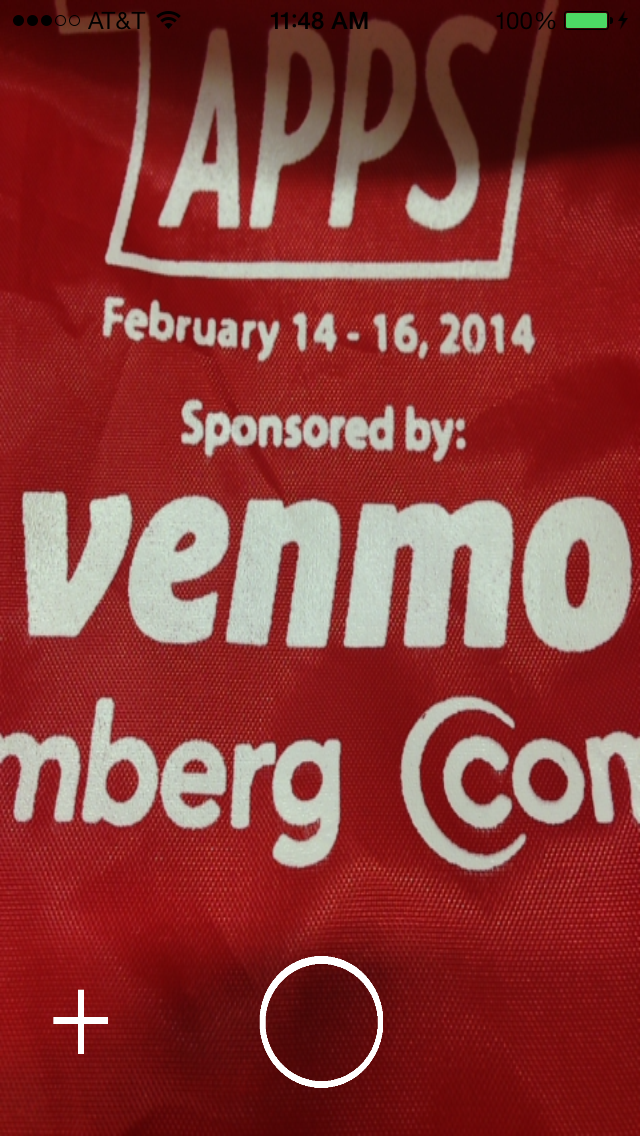 AT&T 11:48 AM 100%
APPS
February 14 - 16, 2014
Sponsored by:
venmo
mberg con